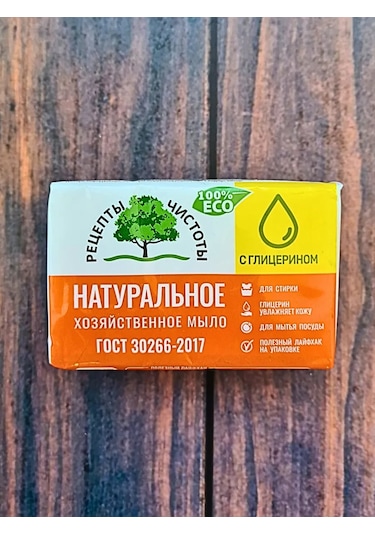 РЕЦЕПТЫ ЧИСТОТЫ
100% ECO
С ГЛИЦЕРИНОМ
НАТУРАЛЬНОЕ
ХОЗЯЙСТВЕННОЕ МЫЛО
ГОСТ 30266-2017
ДЛЯ СТИРКИ
ГЛИЦЕРИН
УВЛАЖНЯЕТ КОЖУ
ДЛЯ МЫТЬЯ ПОСУДЫ
ПОЛЕЗНЫЙ ЛАЙФХАК
НА УПАКОВКЕ